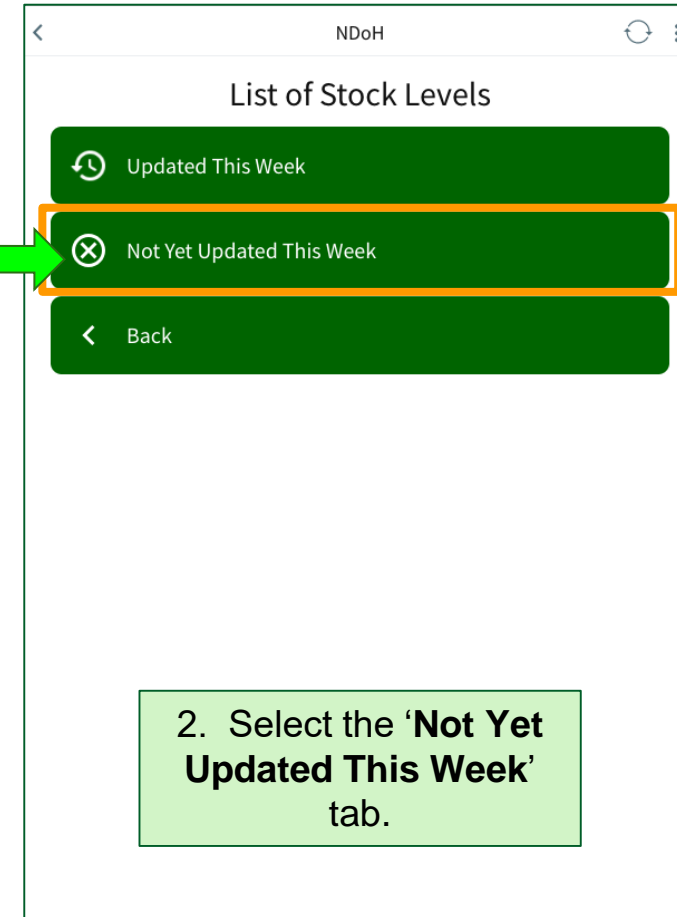 NDoH
List of Stock Levels
Updated This Week
Not Yet Updated This Week
Back
2. Select the ‘Not Yet
Updated This Week’
tab.